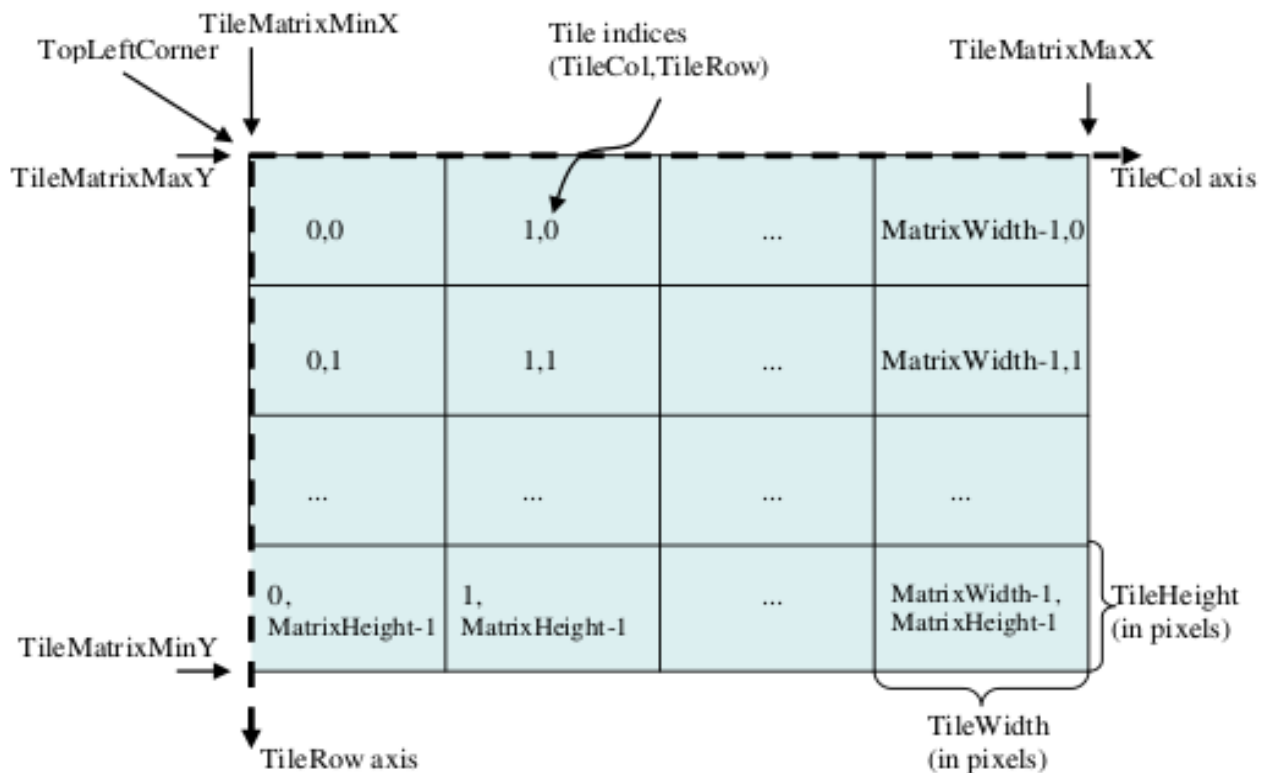 TileMatrixMinX
TopLeftCorner
Tile indices
(TileCol,TileRow)
TileMatrixMaxX
TileMatrixMaxY
TileCol axis
0,0
1,0
...
MatrixWidth-1,0
0,1
1,1
...
MatrixWidth-1,1
...
...
...
...
0,
MatrixHeight-1
1,
MatrixHeight-1
...
MatrixWidth-1,
MatrixHeight-1
TileHeight
(in pixels)
TileMatrixMinY
TileWidth
(in pixels)
TileRow axis